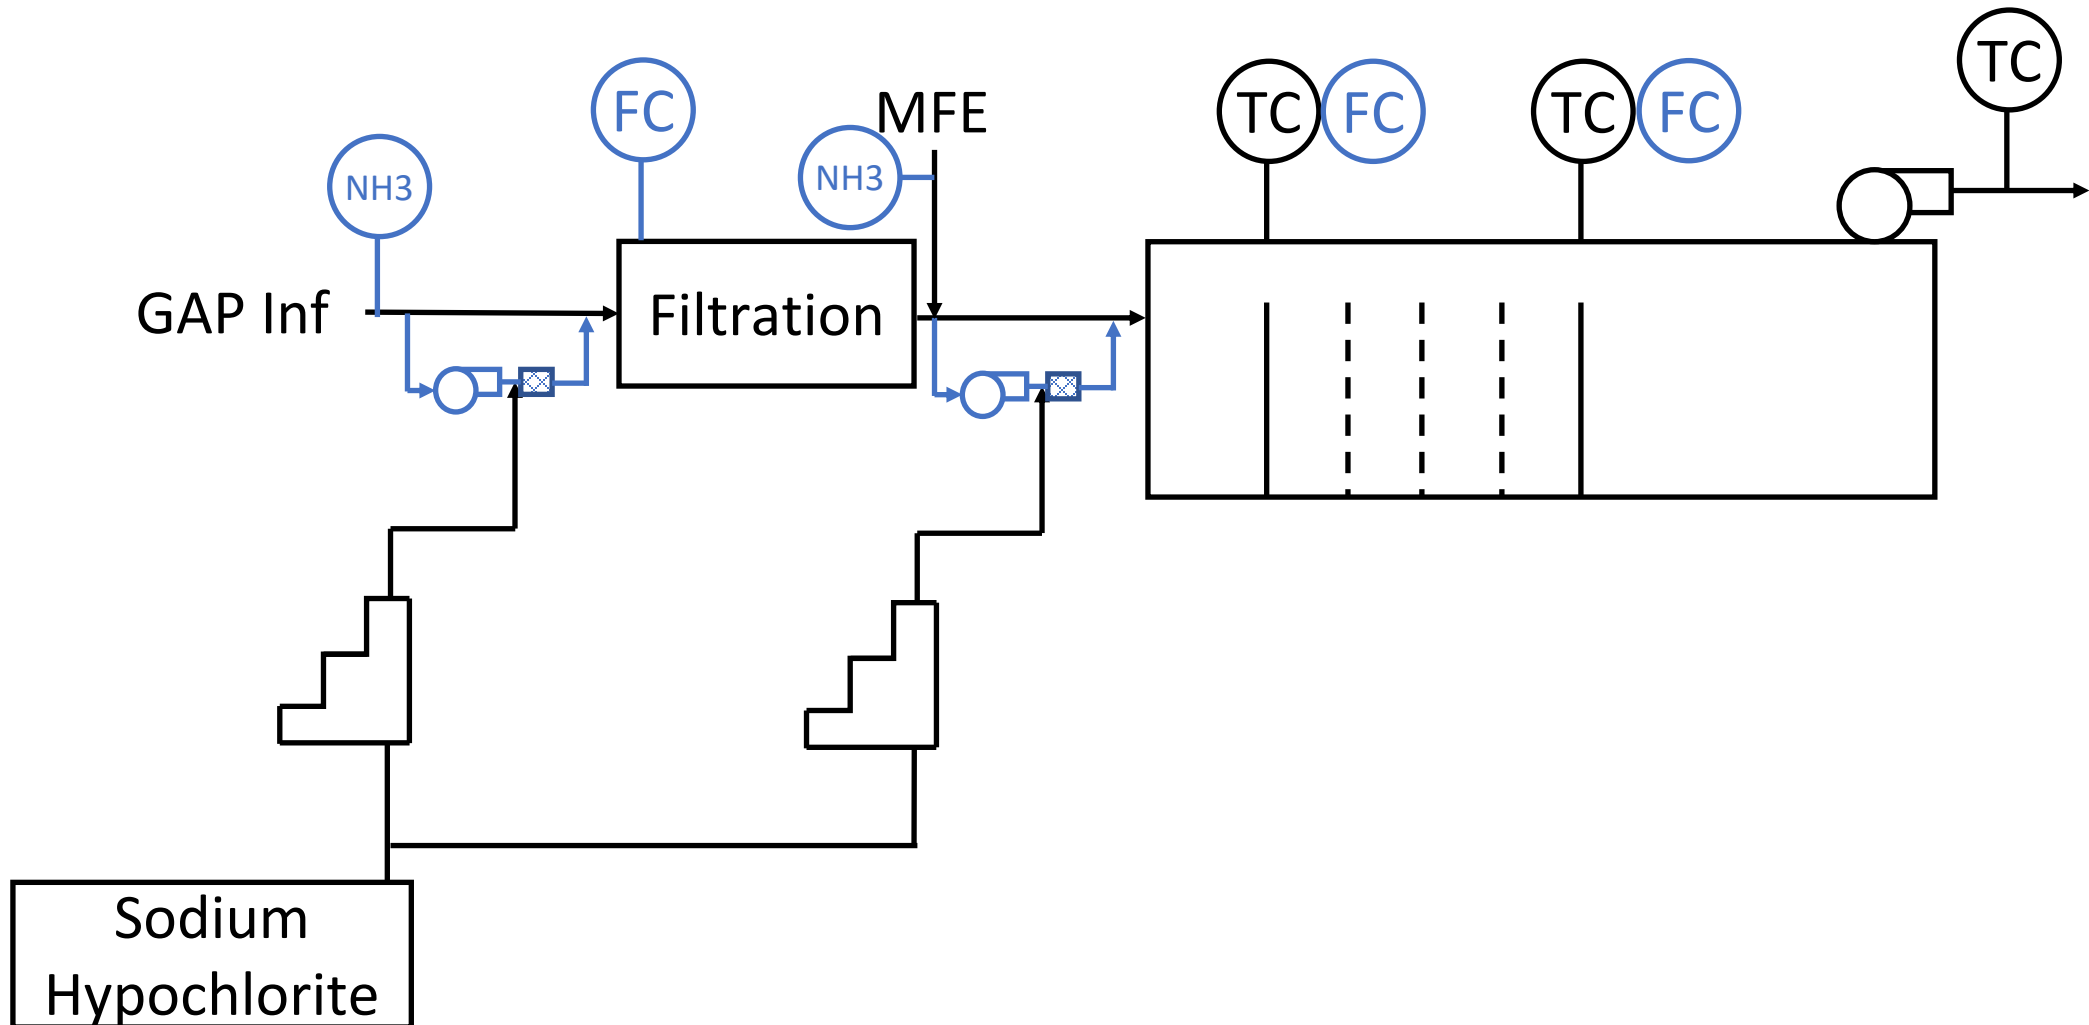 TC
FC
MFE
TC
FC
TC
FC
NH3
NH3
GAP Inf
Filtration
Sodium
Hypochlorite